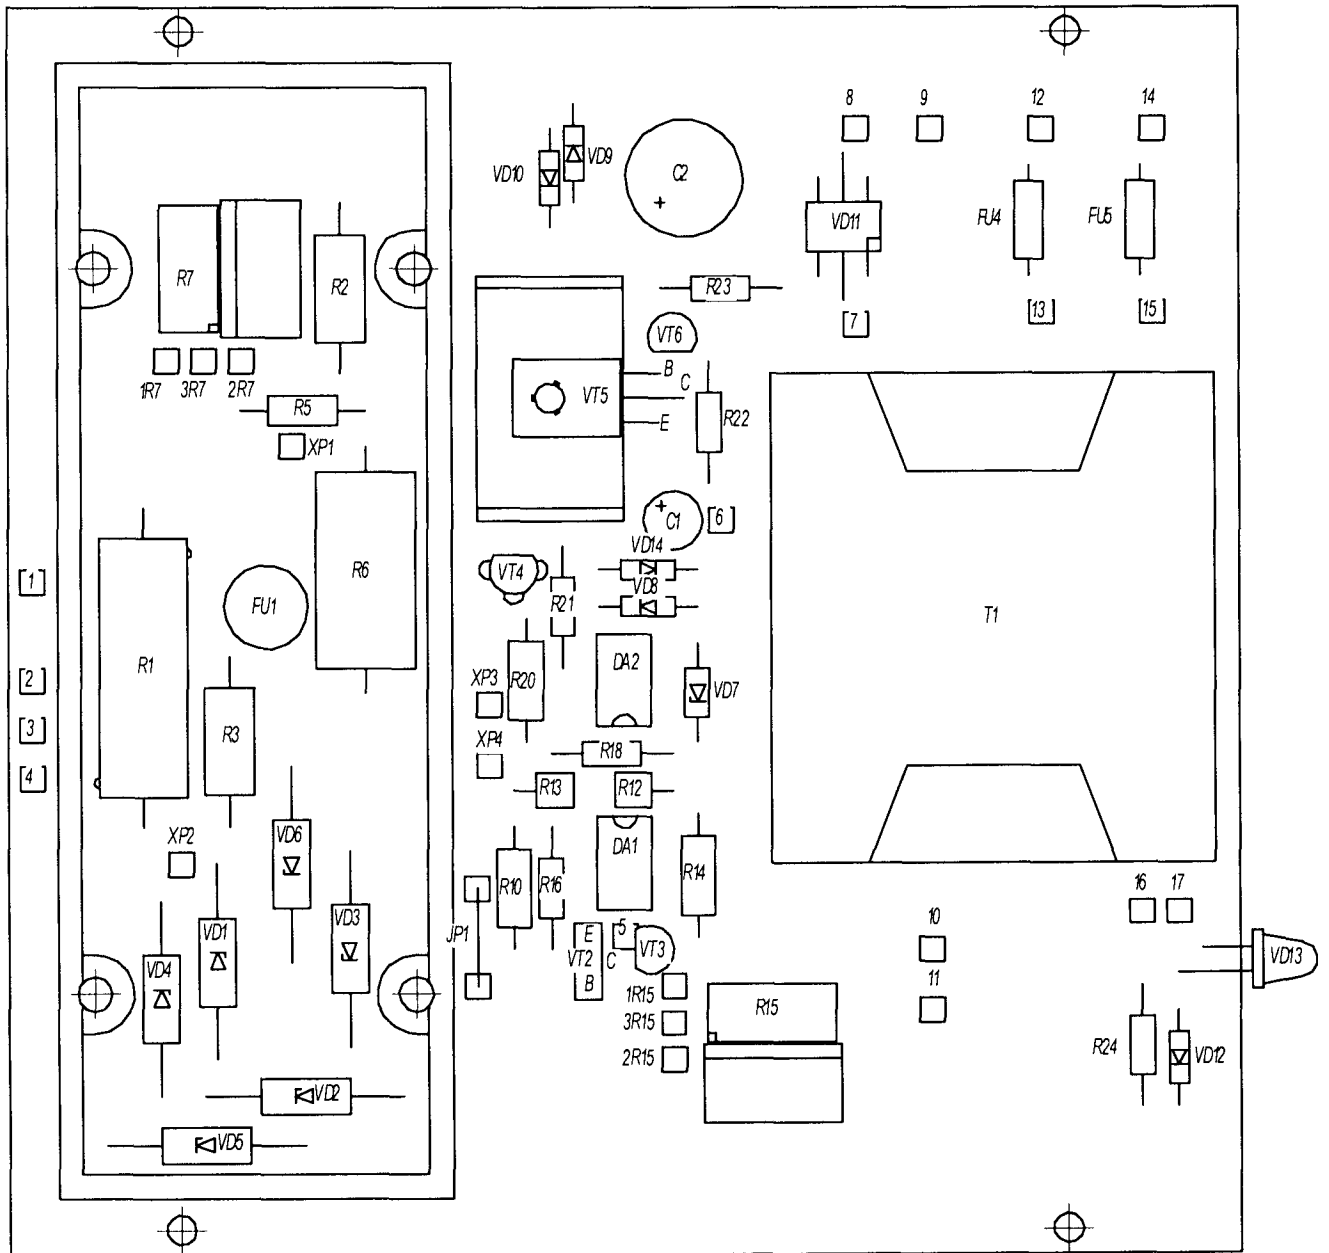 8
9
12
14
VD10
VD9
C2
VD11
FU4
FU5
R7
R2
R23
7
13
15
VT6
1R7
3R7
2R7
B
C
VT5
E
R5
R22
XP1
C1
6
VD14
VT4
R6
1
VD8
R21
FU1
T1
R1
DA2
XP3
R20
VD7
2
3
R3
XP4
R18
4
R13
R12
XP2
VD6
DA1
R10
R16
R14
16
17
VD3
VD1
JP1
E
5
VT2
C
VT3
B
10
VD13
VD4
11
1R15
R15
3R15
2R15
R24
VD12
VD2
VD5